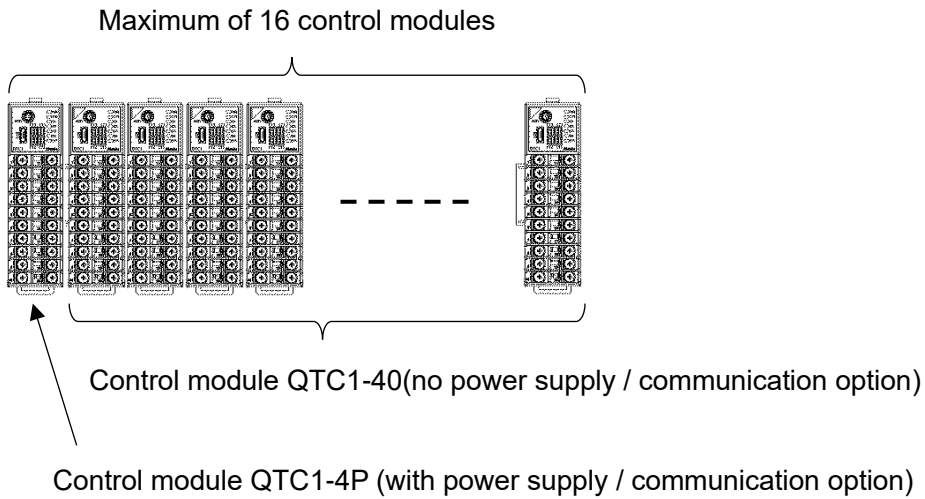 Maximum of 16 control modules
Control module QTC1-40(no power supply / communication option)
Control module QTC1-4P (with power supply / communication option)